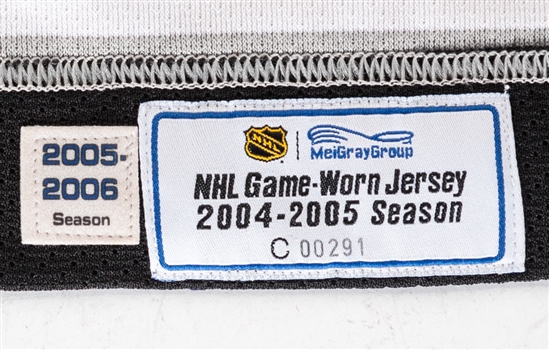 2005-
2006
Season
NHL
MeiGrayGroup
NHL Game-Worn Jersey
2004-2005 Season
C 00291